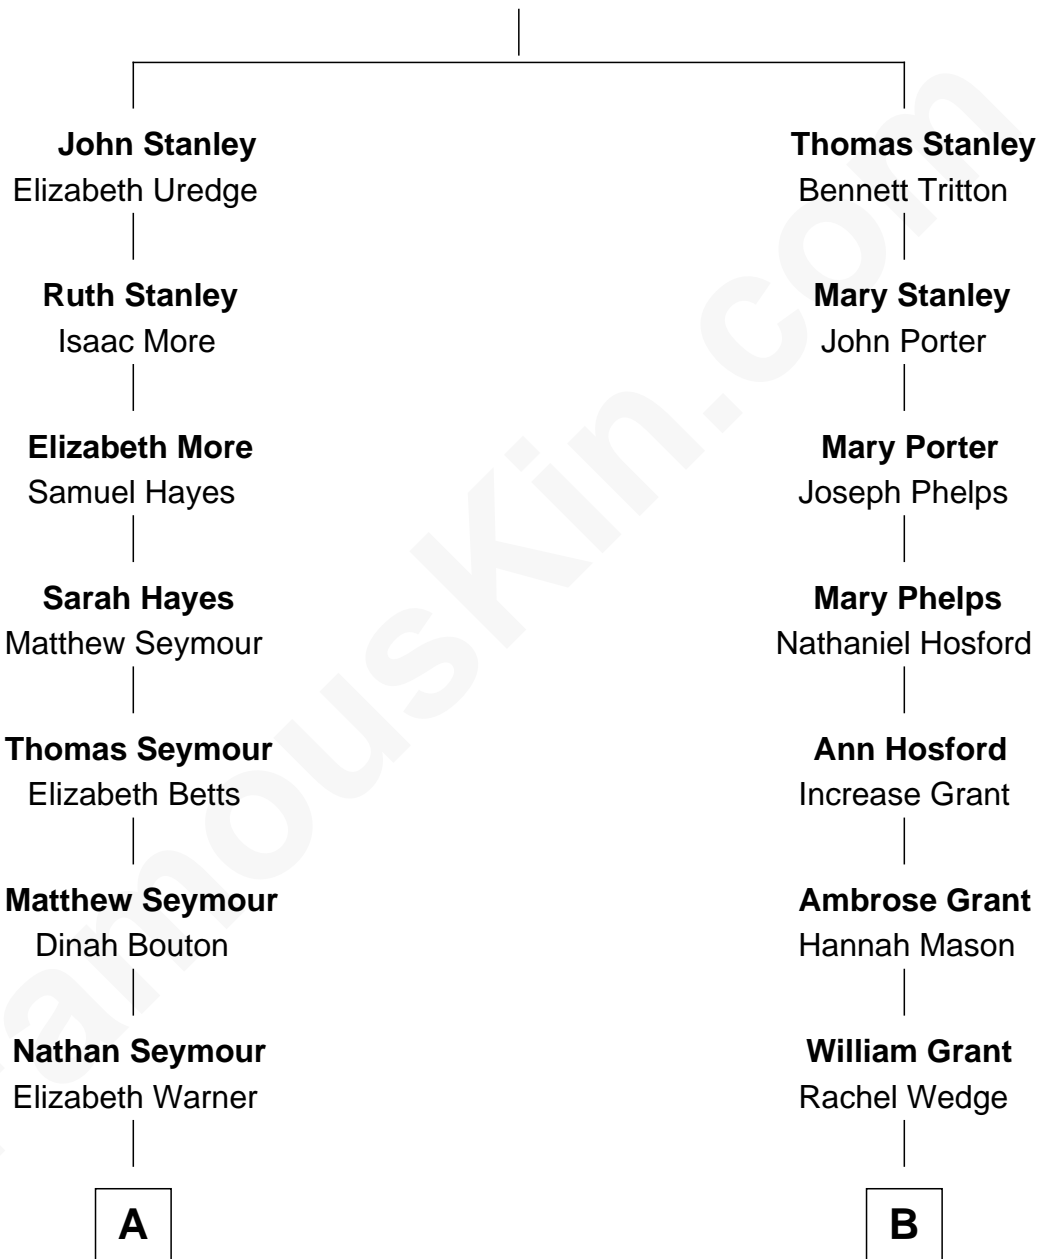 John Stanley
Elizabeth Uredge
Thomas Stanley
Bennett Tritton
Ruth Stanley
Isaac More
Mary Stanley
John Porter
Elizabeth More
Samuel Hayes
Mary Porter
Joseph Phelps
Sarah Hayes
Matthew Seymour
Mary Phelps
Nathaniel Hosford
Thomas Seymour
Elizabeth Betts
Ann Hosford
Increase Grant
Matthew Seymour
Dinah Bouton
Ambrose Grant
Hannah Mason
Nathan Seymour
Elizabeth Warner
William Grant
Rachel Wedge
A
B
FamousKin.com